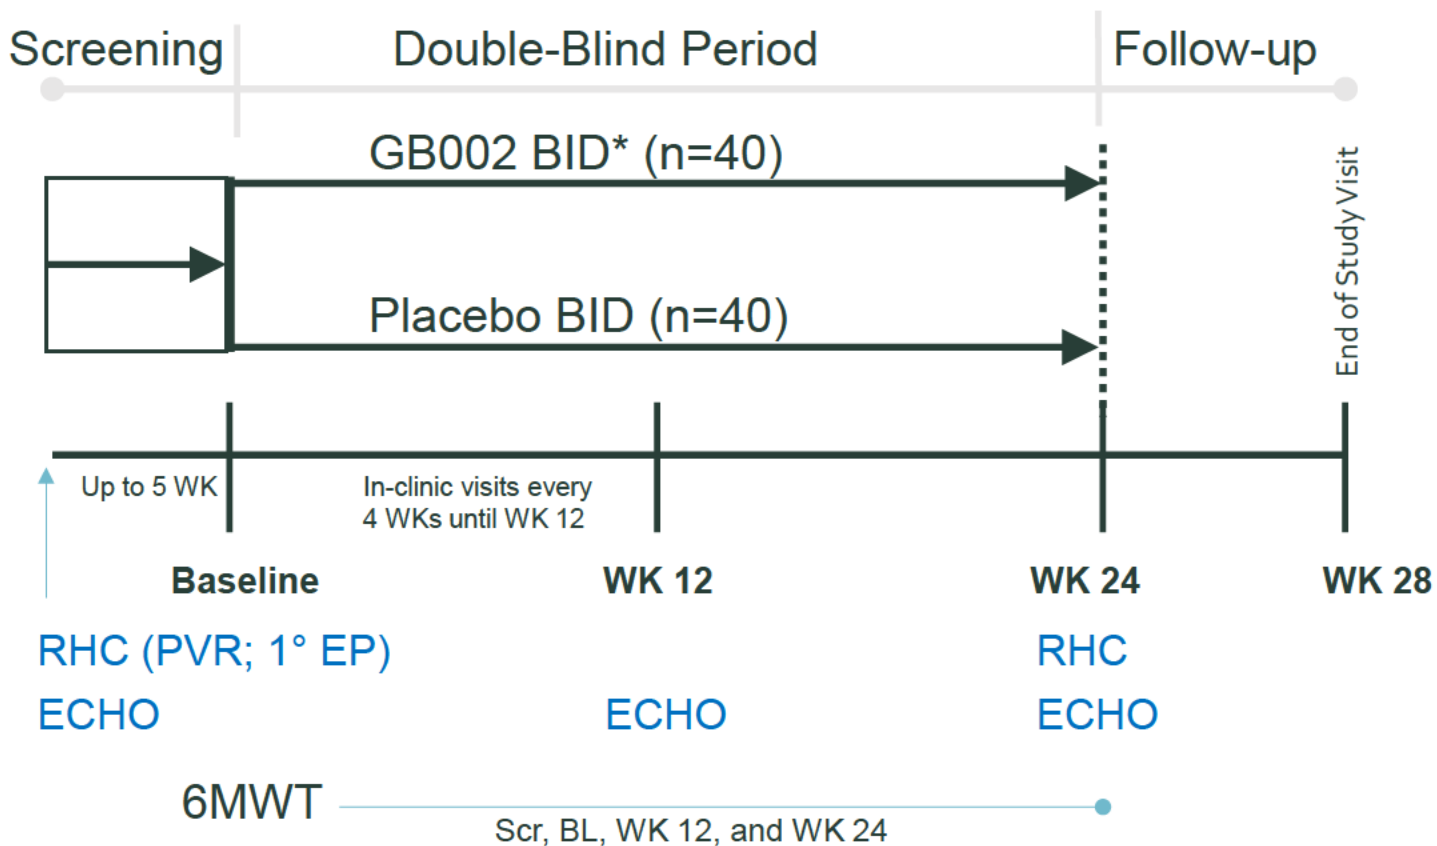 Screening
Double-Blind Period
Follow-up
GB002 BID* (n=40)
Placebo BID (n=40)
End of Study Visit
Up to 5 WK
In-clinic visits every
4 WKs until WK 12
Baseline
WK 12
WK 24
WK 28
RHC (PVR; 1° EP)
RHC
ECHO
ECHO
ECHO
6MWT
Scr, BL, WK 12, and WK 24